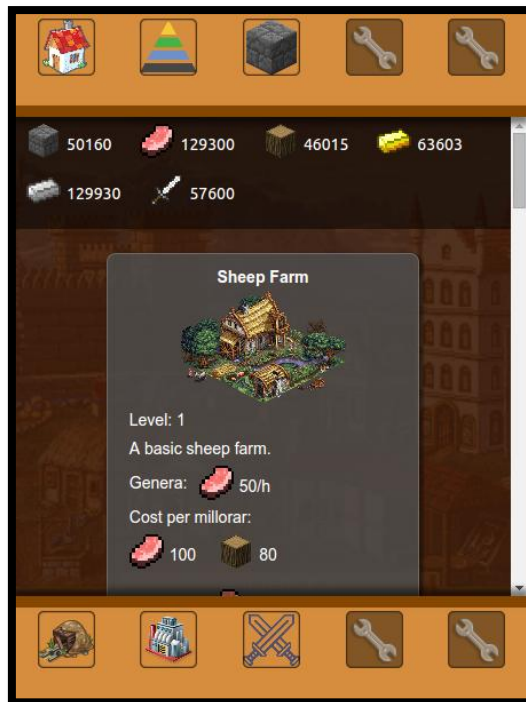 50160 129300 46015 63603
129930 57600
Sheep Farm
Level: 1
A basic sheep farm.
Genera: 50/h
Cost per millorar:
100 80